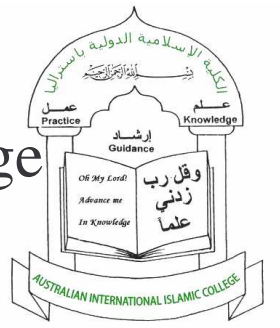 الكلية الإسلامية الدولية باستراليا
بسم الله الرحمن الرحيم
عمل
علم
Practice
Knowledge
ge
إرشاد
Guidance
Oh My Lord!
Advance me
In Knowledge
وقل رب
زدني
علماً
AUSTRALIAN INTERNATIONAL ISLAMIC COLLEGE